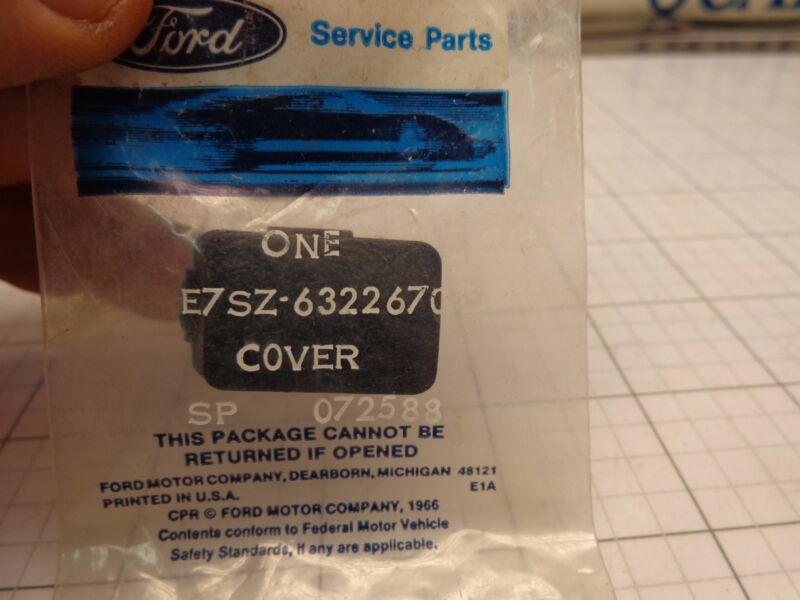 Ford
Service Parts
ONE
E7SZ-6322670
COVER
SP 072588
THIS PACKAGE CANNOT BE
RETURNED IF OPENED
FORD MOTOR COMPANY, DEARBORN, MICHIGAN 48121
PRINTED IN U.S.A. E1A
CPR © FORD MOTOR COMPANY, 1966
Contents conform to Federal Motor Vehicle
Safety Standards, if any are applicable.